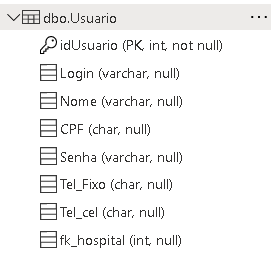 dbo.Usuario ...
idUsuario (PK, int, not null)
Login (varchar, null)
Nome (varchar, null)
CPF (char, null)
Senha (varchar, null)
Tel_Fixo (char, null)
Tel_cel (char, null)
fk_hospital (int, null)